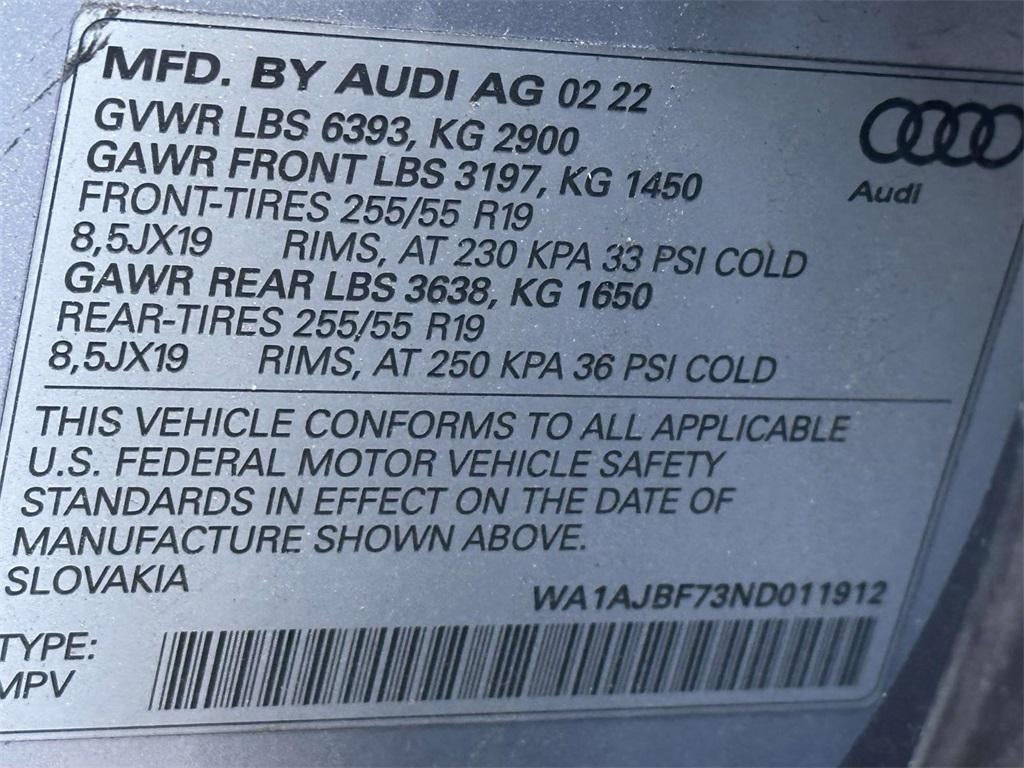 MFD. BY AUDI AG 02 22
GVWR LBS 6393, KG 2900
GAWR FRONT LBS 3197, KG 1450
Audi
FRONT-TIRES 255/55 R19
8,5JX19 RIMS, AT 230 KPA 33 PSI COLD
GAWR REAR LBS 3638, KG 1650
REAR-TIRES 255/55 R19
8,5JX19 RIMS, AT 250 KPA 36 PSI COLD
THIS VEHICLE CONFORMS TO ALL APPLICABLE
U.S. FEDERAL MOTOR VEHICLE SAFETY
STANDARDS IN EFFECT ON THE DATE OF
MANUFACTURE SHOWN ABOVE.
SLOVAKIA
WA1AJBF73ND011912
TYPE:
MPV